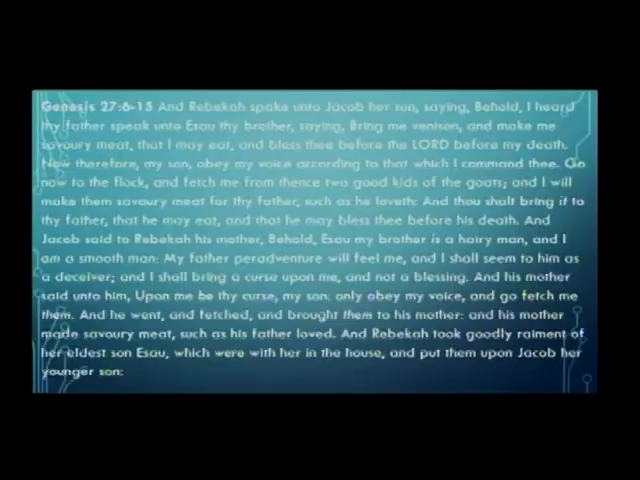 Genesis 27:6-15 And Rebekah spake unto Jacob her son, saying, Behold, I heard
thy father speak unto Esau thy brother, saying, Bring me venison, and make me
savoury meat, that I may eat, and bless thee before the LORD before my death.
Now therefore, my son, obey my voice according to that which I command thee. Go
now to the flock, and fetch me from thence two good kids of the goats; and I will
make them savoury meat for thy father, such as he loveth: And thou shalt bring it to
thy father, that he may eat, and that he may bless thee before his death. And
Jacob said to Rebekah his mother, Behold, Esau my brother is a hairy man, and I
am a smooth man: My father peradventure will feel me, and I shall seem to him as
a deceiver; and I shall bring a curse upon me, and not a blessing. And his mother
said unto him, Upon me be thy curse, my son: only obey my voice, and go fetch me
them. And he went, and fetched, and brought them to his mother: and his mother
made savoury meat, such as his father loved. And Rebekah took goodly raiment of
her eldest son Esau, which were with her in the house, and put them upon Jacob her
younger son: